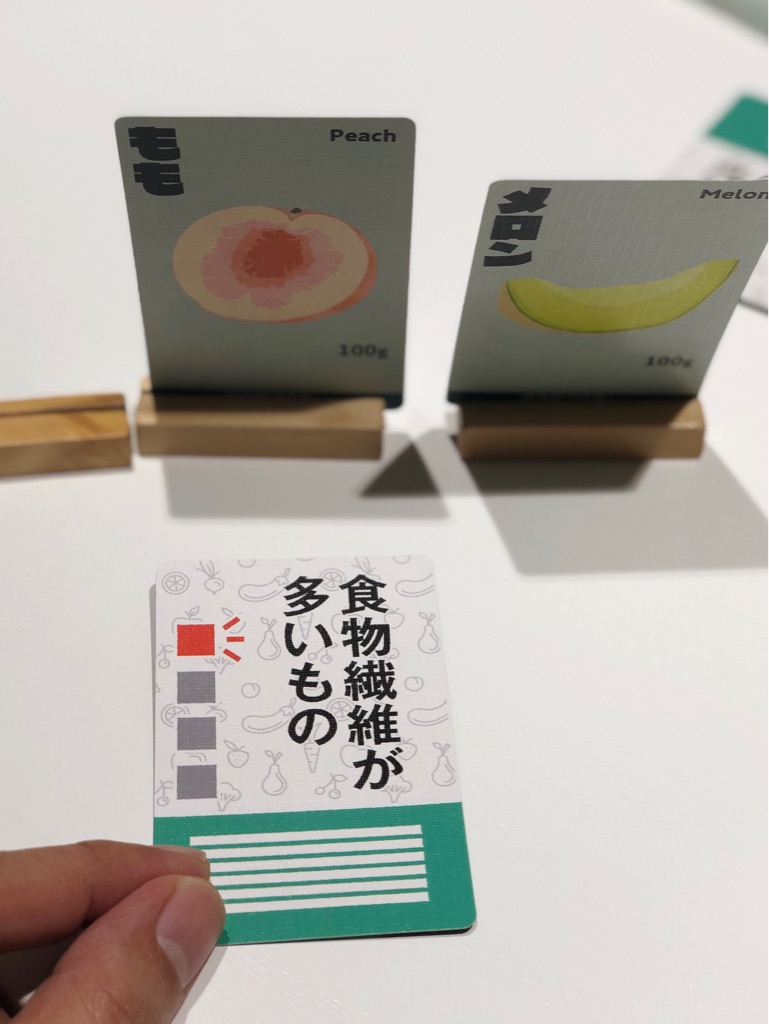 もも
Peach
100g
メロン
Melon
100g
食物繊維が
多いもの